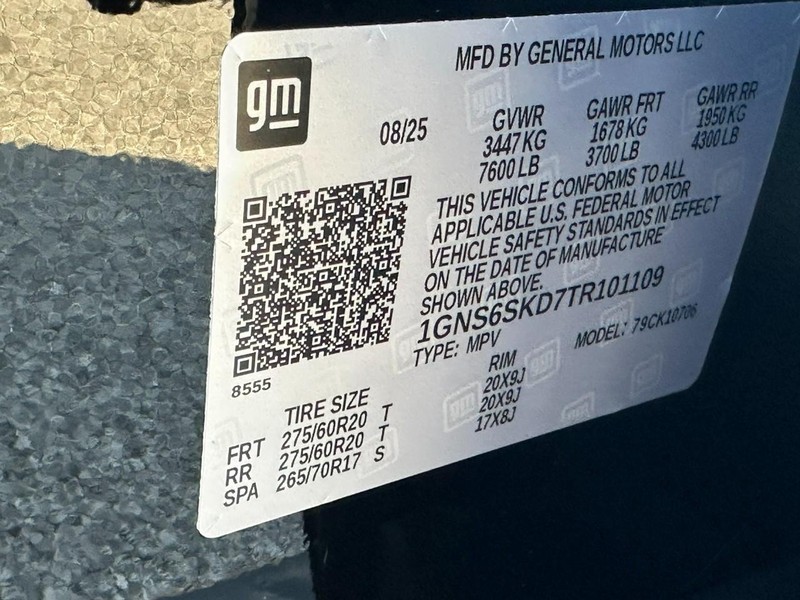 MFD BY GENERAL MOTORS LLC
gm
08/25
GVWR GAWR FRT GAWR RR
3447 KG 1678 KG 1950 KG
7600 LB 3700 LB 4300 LB
THIS VEHICLE CONFORMS TO ALL
APPLICABLE U.S. FEDERAL MOTOR
VEHICLE SAFETY STANDARDS IN EFFECT
ON THE DATE OF MANUFACTURE
SHOWN ABOVE.
1GNS6SKD7TR101109
TYPE: MPV MODEL: 79CK10706
8555
TIRE SIZE RIM
FRT 275/60R20 T 20X9J
RR 275/60R20 T 20X9J
SPA 265/70R17 S 17X8J